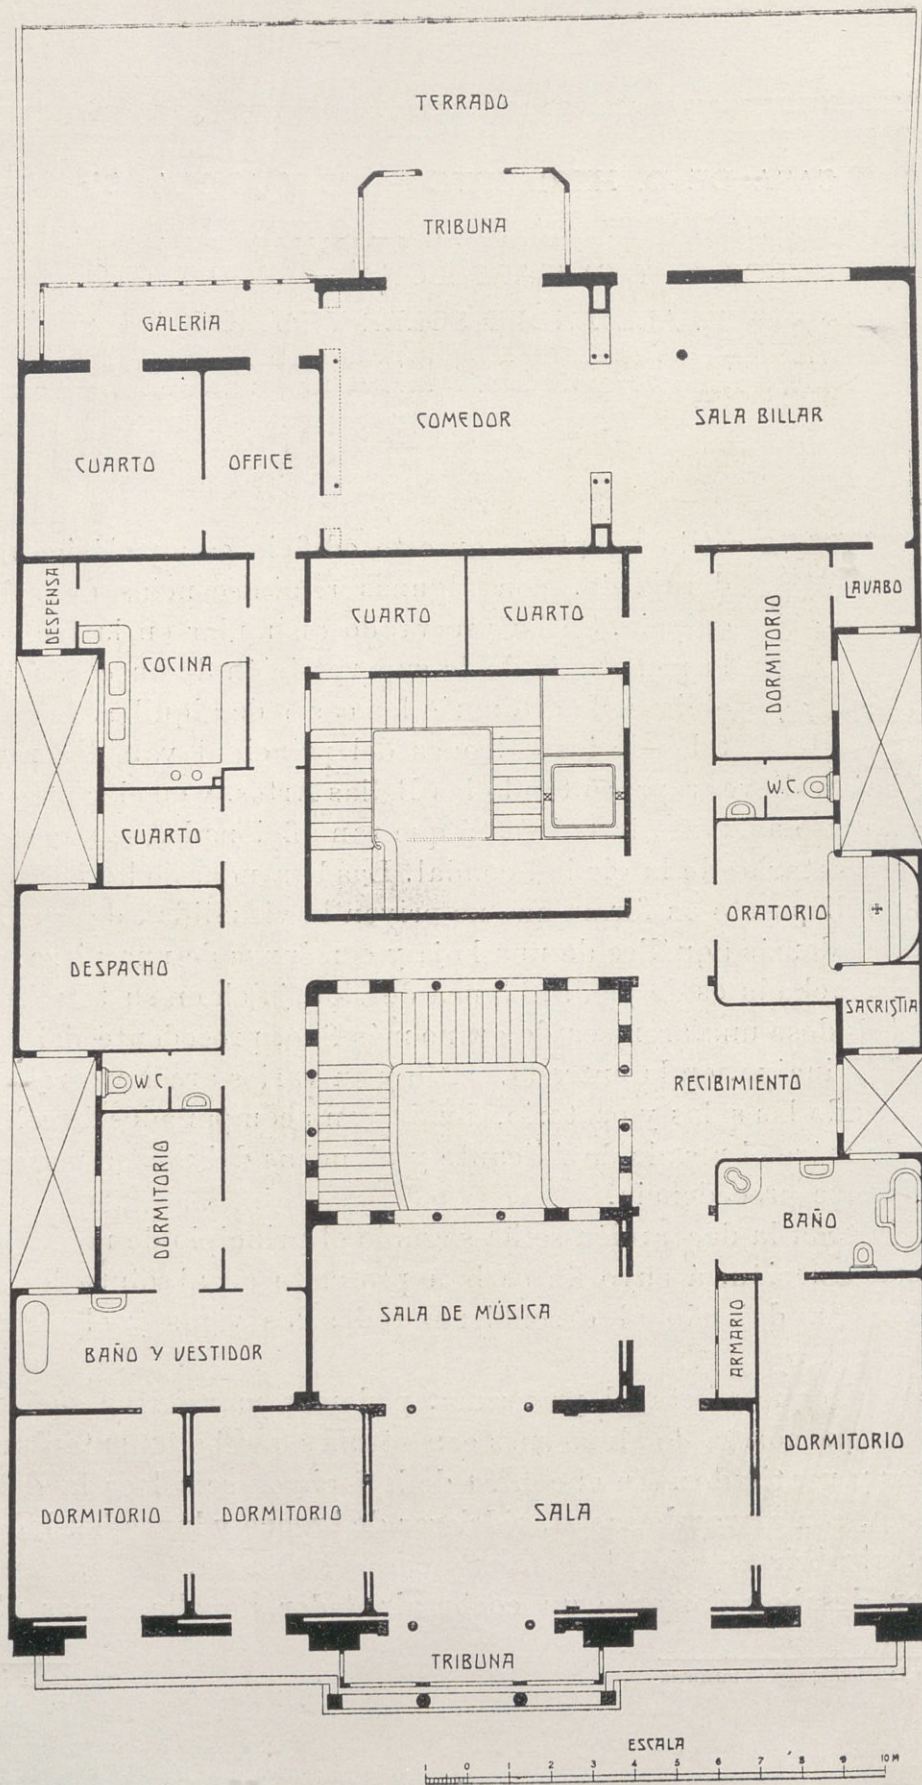 TERRADO
TRIBUNA
GALERÍA
COMEDOR
SALA BILLAR
CUARTO
OFFICE
DESPENSA
COCINA
CUARTO
CUARTO
DORMITORIO
LAVABO
W.C.
CUARTO
ORATORIO
DESPACHO
SACRISTIA
W C
RECIBIMIENTO
DORMITORIO
BAÑO
SALA DE MÚSICA
ARMARIO
BAÑO Y VESTIDOR
DORMITORIO
DORMITORIO
DORMITORIO
SALA
TRIBUNA
ESCALA
1 0 1 2 3 4 5 6 7 8 9 10 M